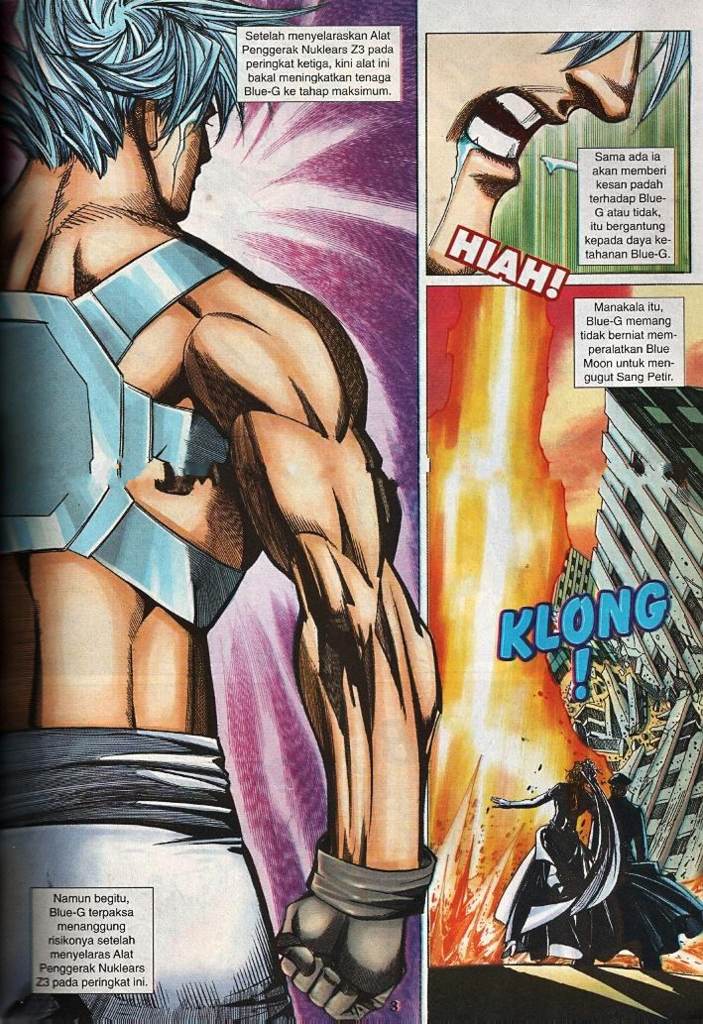 Setelah menyelaraskan Alat
Penggerak Nuklears Z3 pada
peringkat ketiga, kini alat ini
bakal meningkatkan tenaga
Blue-G ke tahap maksimum.
Sama ada ia
akan memberi
kesan padah
terhadap Blue-
G atau tidak,
itu bergantung
kepada daya ke-
tahanan Blue-G.
HIAH!
Manakala itu,
Blue-G memang
tidak berniat mem-
peralatkan Blue
Moon untuk men-
gugut Sang Petir.
KLONG
!
Namun begitu,
Blue-G terpaksa
menanggung
risikonya setelah
menyelaras Alat
Penggerak Nuklears
Z3 pada peringkat ini.
3